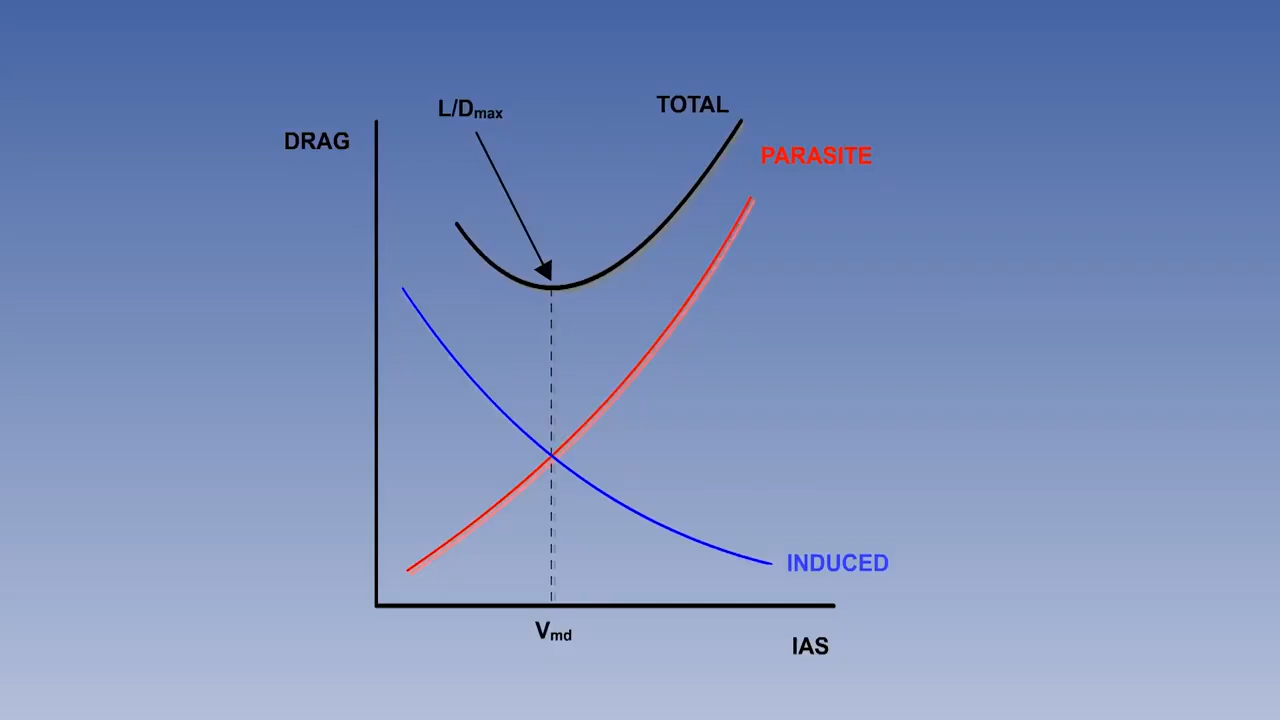 L/Dmax
TOTAL
DRAG
PARASITE
INDUCED
Vmd
IAS